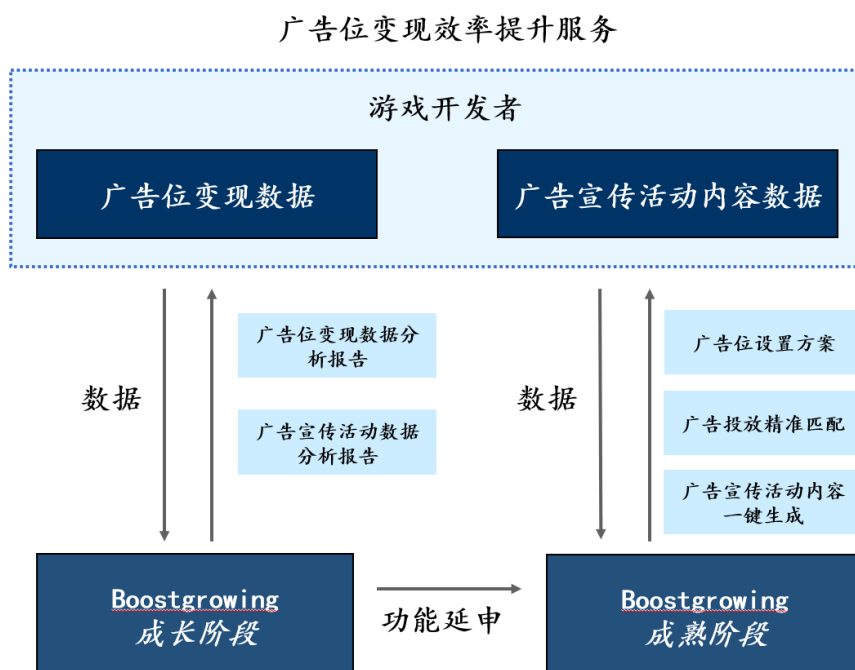 广告位变现效率提升服务
游戏开发者
广告位变现数据
广告宣传活动内容数据
数据
广告位变现数据分
析报告
广告宣传活动数据
分析报告
数据
广告位设置方案
广告投放精准匹配
广告宣传活动内容
一键生成
Boostgrowing
成长阶段
功能延申
Boostgrowing
成熟阶段